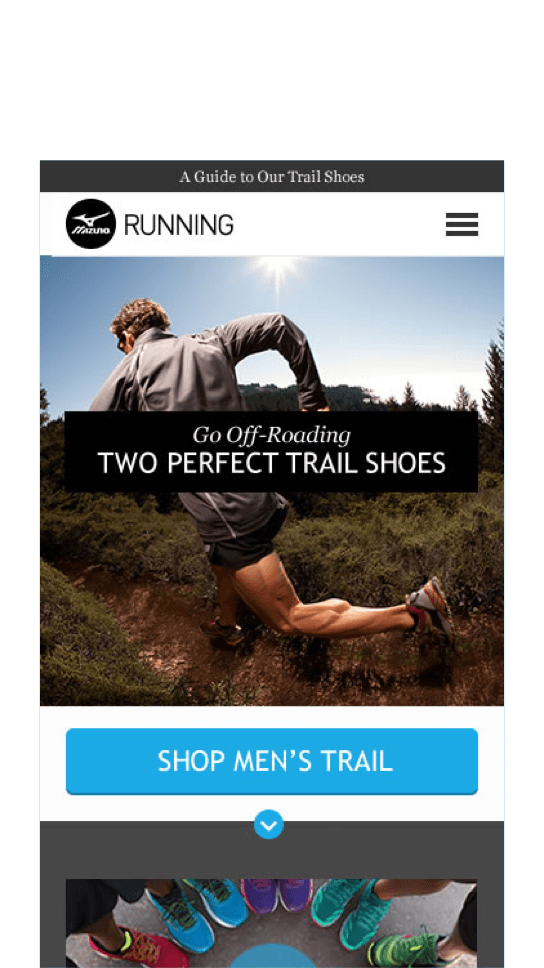 A Guide to Our Trail Shoes
MIZUNO
RUNNING
Go Off-Roading
TWO PERFECT TRAIL SHOES
SHOP MEN’S TRAIL